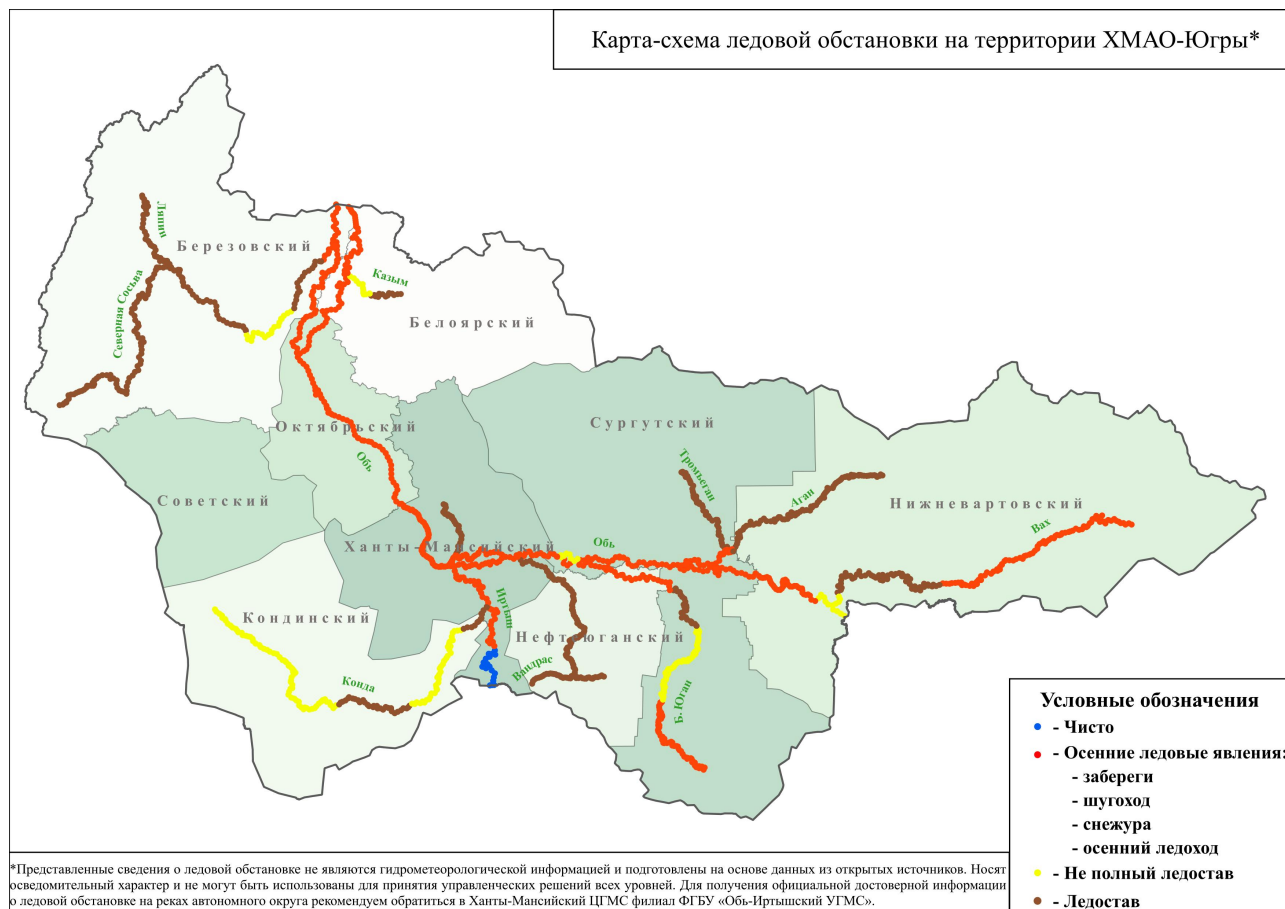 Карта-схема ледовой обстановки на территории ХМАО-Югры*
Ляпин
Березовский
Казым
Северная Сосьва
Белоярский
Октябрьский
Сургутский
Обь
Тромъеган
Советский
Аган
Нижневартовский
Вах
Ханты-Мансийский
Обь
Иртыш
Кондинский
Нефтеюганский
Вандрас
Конда
Б. Юган
Условные обозначения
- Чисто
- Осенние ледовые явления:
- забереги
- шугоход
- снежура
- осенний ледоход
- Не полный ледостав
- Ледостав
*Представленные сведения о ледовой обстановке не являются гидрометеорологической информацией и подготовлены на основе данных из открытых источников. Носят
осведомительный характер и не могут быть использованы для принятия управленческих решений всех уровней. Для получения официальной достоверной информации
о ледовой обстановке на реках автономного округа рекомендуем обратиться в Ханты-Мансийский ЦГМС филиал ФГБУ «Обь-Иртышский УГМС».